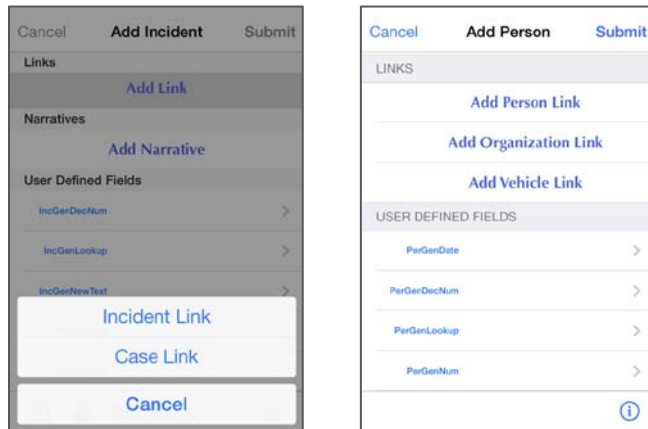 Cancel Add Incident Submit
Links
Add Link
Narratives
Add Narrative
User Defined Fields
IncGenDecNum
IncGenLookup
IncGenNewText
Incident Link
Case Link
Cancel
Cancel Add Person Submit
LINKS
Add Person Link
Add Organization Link
Add Vehicle Link
USER DEFINED FIELDS
PerGenDate
PerGenDecNum
PerGenLookup
PerGenNum